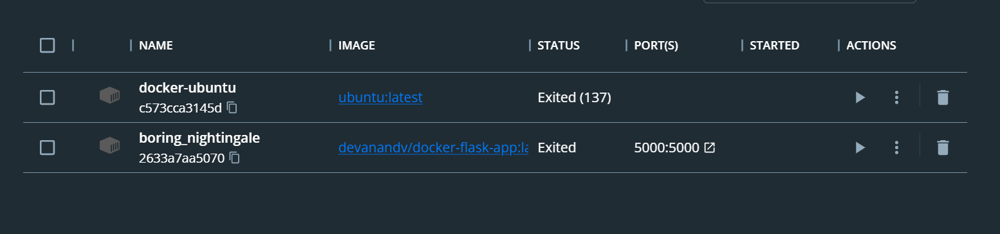 NAME IMAGE STATUS PORT(S) STARTED ACTIONS
docker-ubuntu
c573cca3145d
ubuntu:latest Exited (137)
boring_nightingale
2633a7aa5070
devanandv/docker-flask-app:la Exited 5000:5000